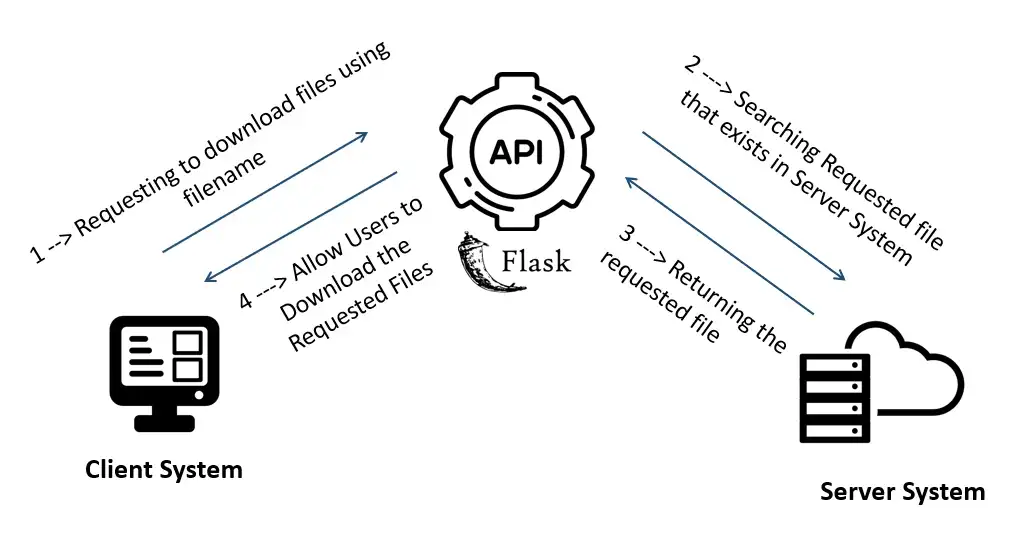 1 --> Requesting to download files using
filename
2 ---> Searching Requested file
that exists in Server System
API
Flask
3 ---> Returning the
requested file
4 ---> Allow Users to
Download the
Requested Files
Client System
Server System